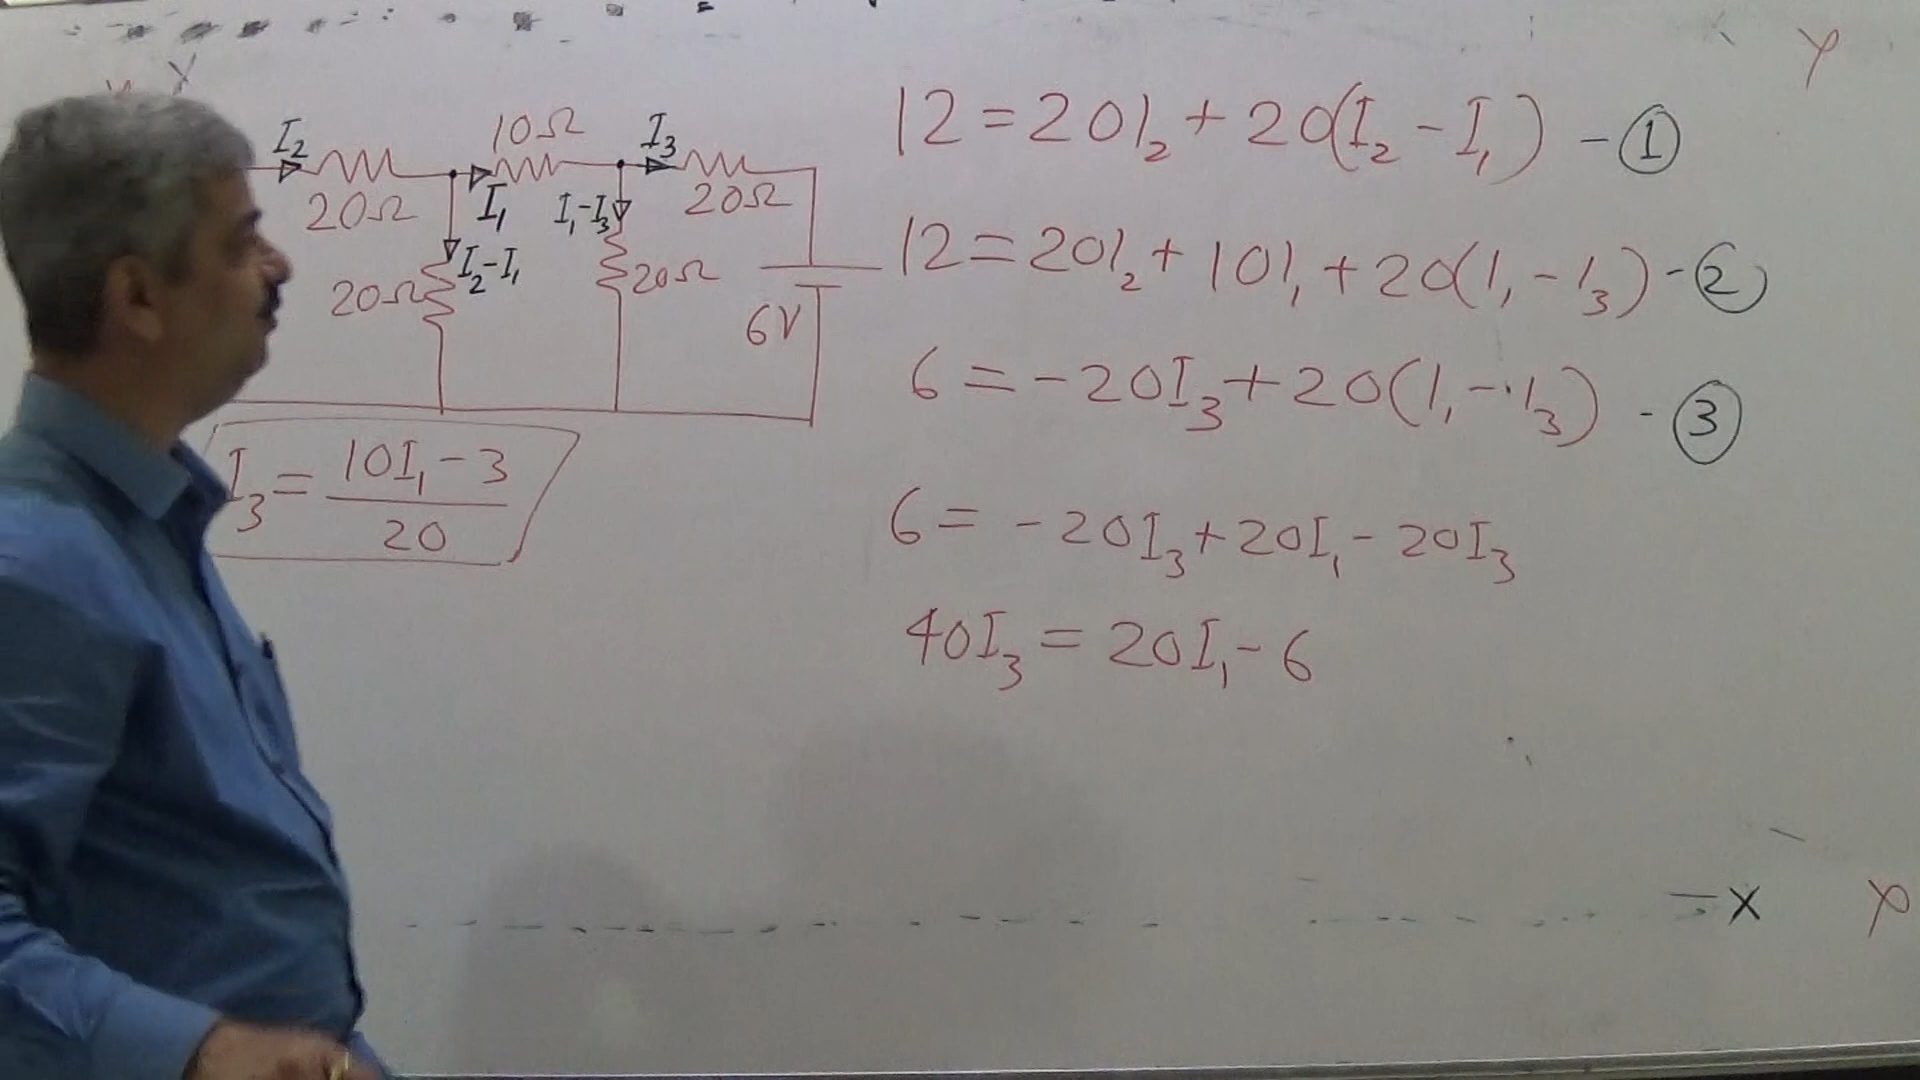 Y
Y
I₂ 10Ω I₃
20Ω I₁ I₁-I₃ 20Ω
I₂-I₁
20Ω 20Ω
6V
I₃ = (10I₁ - 3)/20
12 = 20I₂ + 20(I₂ - I₁) - ①
12 = 20I₂ + 10I₁ + 20(I₁ - I₃) - ②
6 = -20I₃ + 20(I₁ - I₃) - ③
6 = -20I₃ + 20I₁ - 20I₃
40I₃ = 20I₁ - 6
-X Y